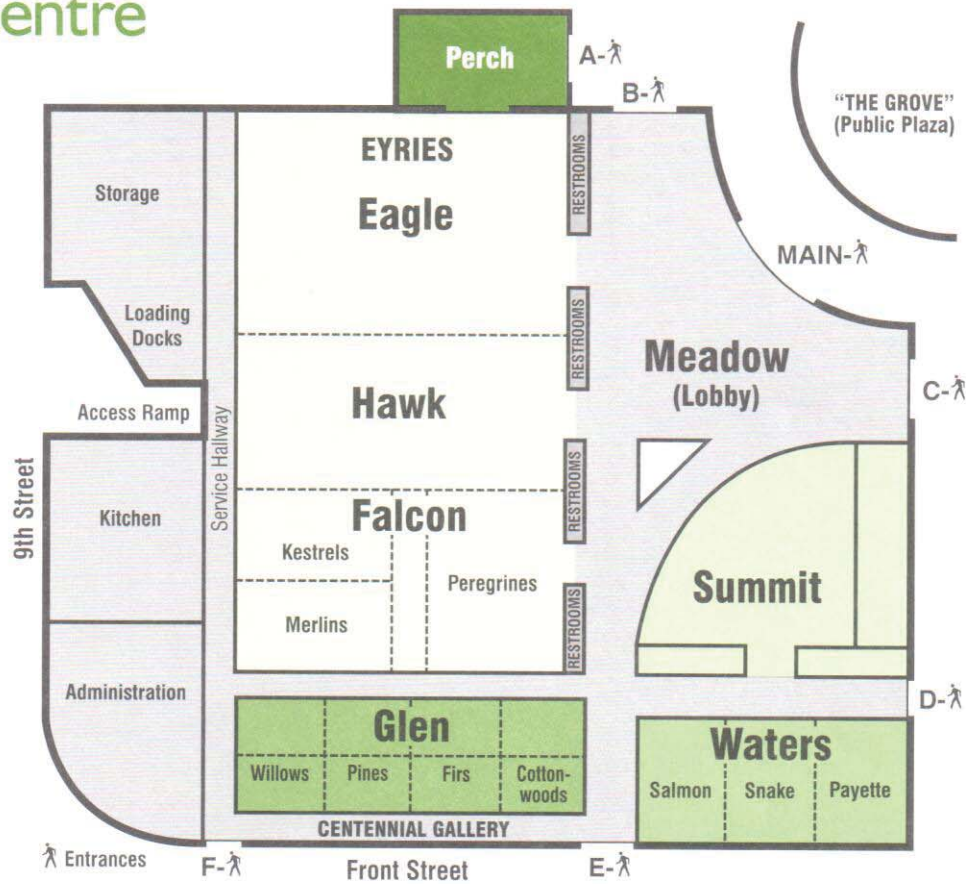 entre
Perch
A-
B-
"THE GROVE"
(Public Plaza)
EYRIES
Eagle
RESTROOMS
Storage
MAIN-
Loading
Docks
RESTROOMS
Meadow
(Lobby)
Hawk
C-
Access Ramp
Service Hallway
9th Street
Kitchen
RESTROOMS
Falcon
Kestrels
Peregrines
Merlins
RESTROOMS
Summit
Administration
D-
Glen
Willows
Pines
Firs
Cotton-
woods
Waters
Salmon
Snake
Payette
CENTENNIAL GALLERY
Entrances
F-
Front Street
E-